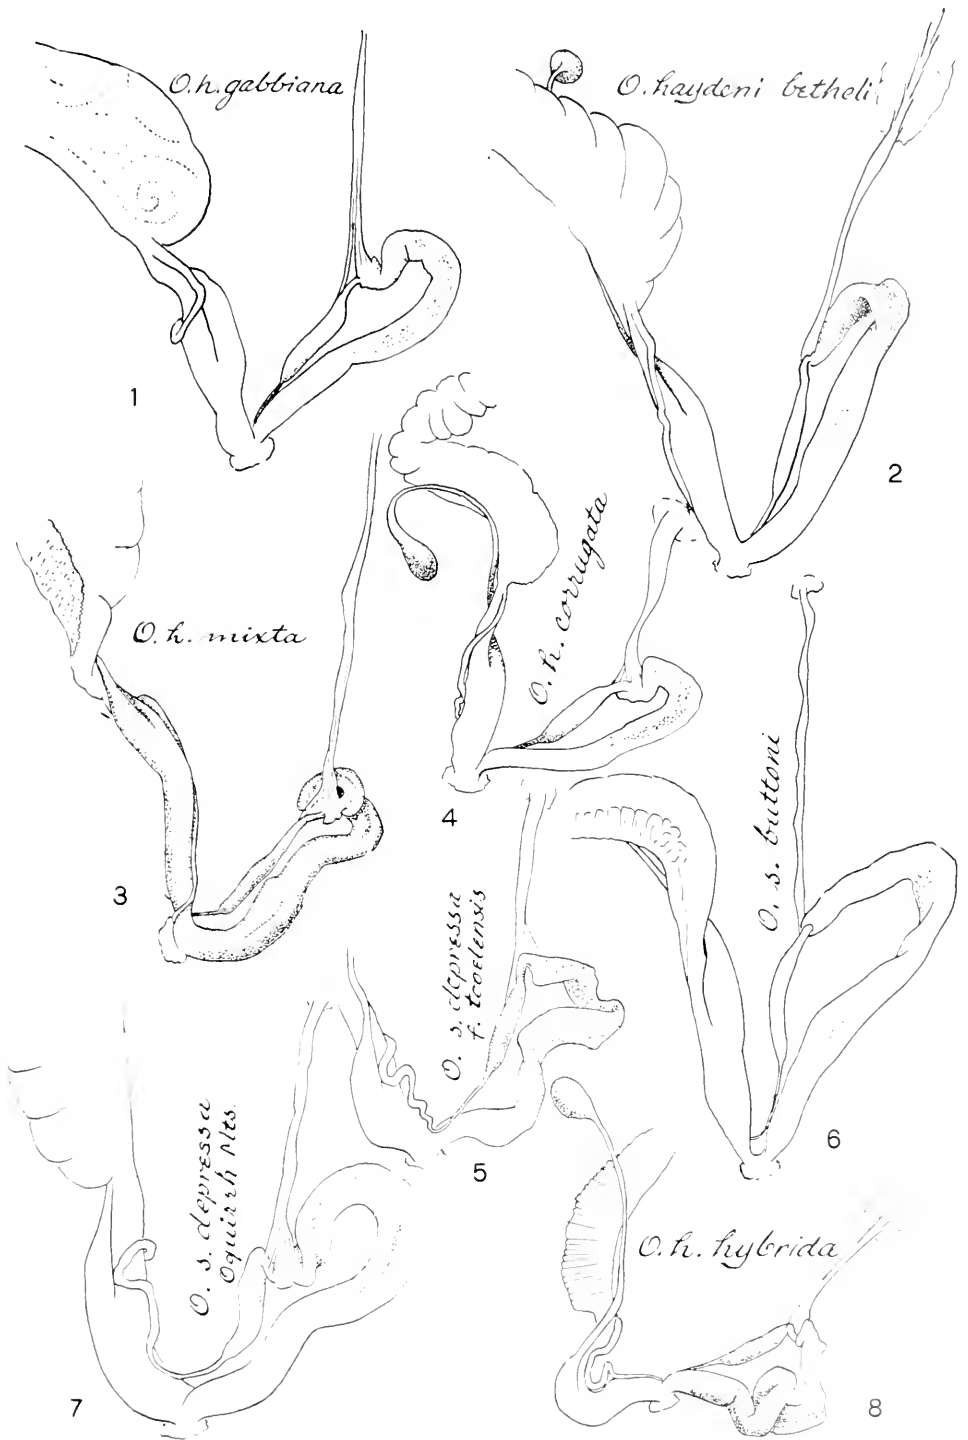 O. h. gabbiana
1
O. haydeni betheli
2
O. h. mixta
3
O. h. corrugata
4
O. s. depressa
f. tooelensis
5
O. s. buttoni
6
O. s. depressa
Oquirrh Mts.
7
O. h. hybrida
8